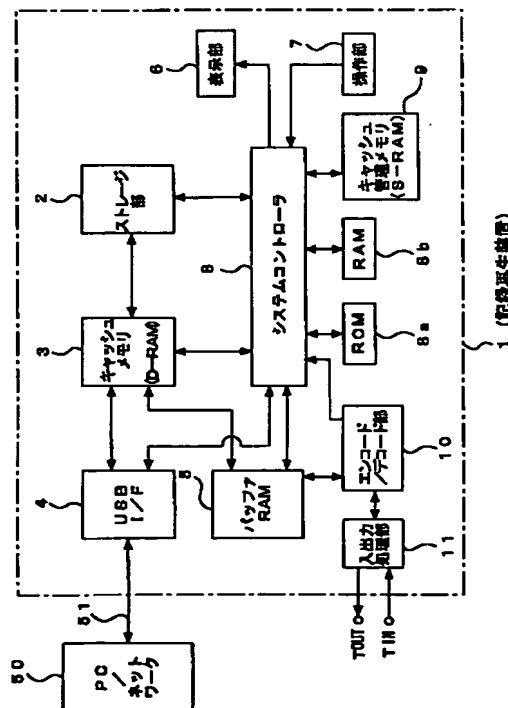 50
PC/
ネット
ワーク
51
4
USB
I/F
3
キャッシュ
メモリ
(D-RAM)
2
ストレージ
部
6
表示部
7
操作部
5
バッファ
RAM
8
システムコントローラ
9
キャッシュ
管理メモリ
(S-RAM)
ROM
8a
RAM
8b
エンコード
/デコード部
10
入出力
処理部
11
TOUT
TIN
1 (記録再生装置)